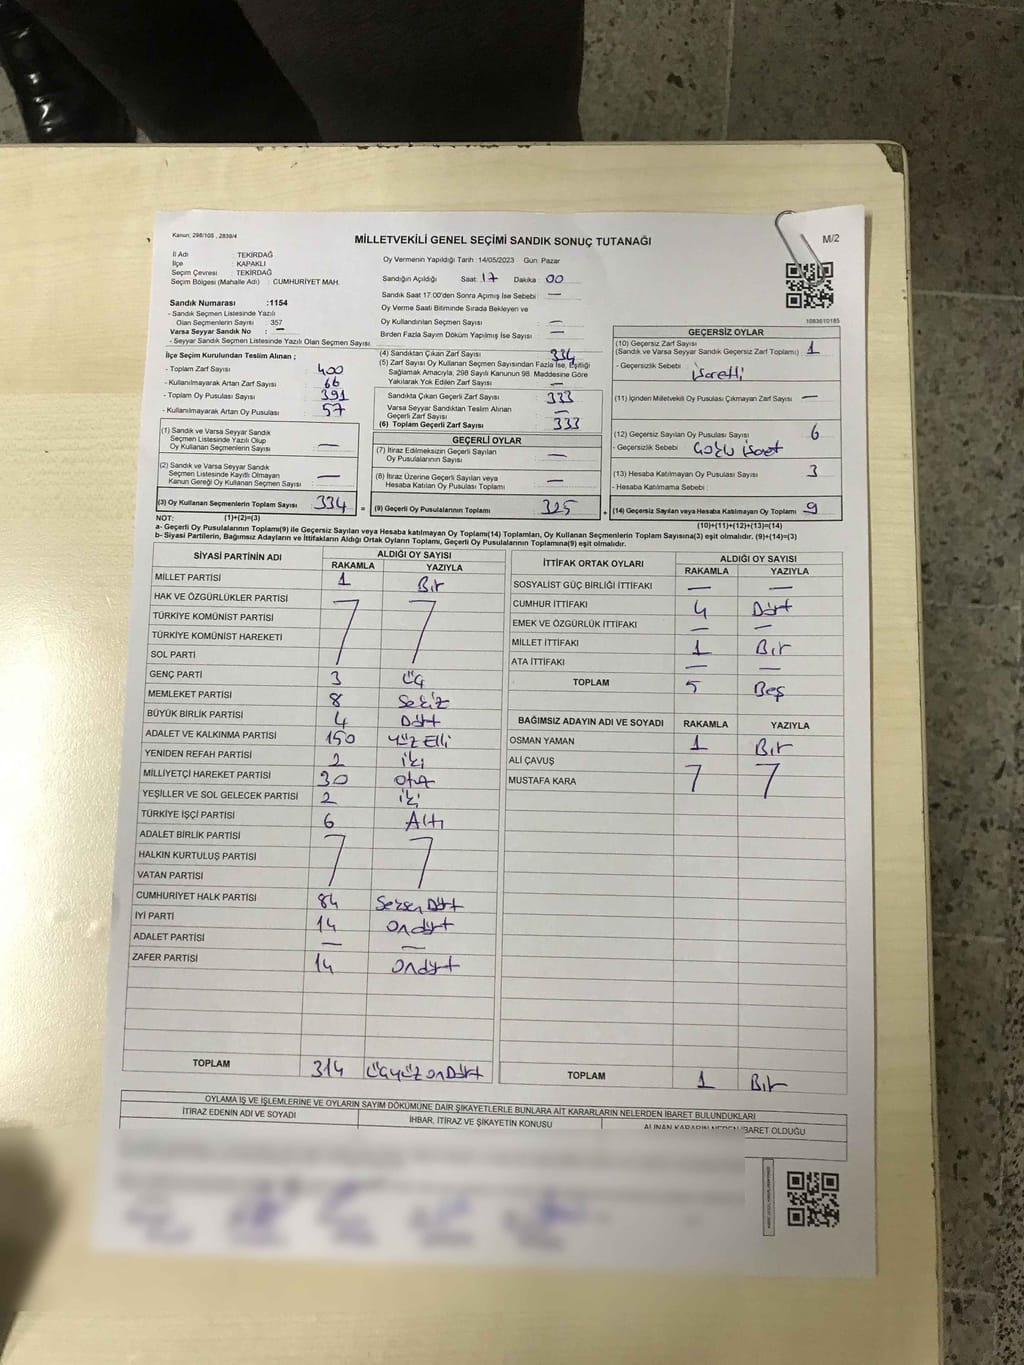 Kanun: 298/105 , 2839/4
MİLLETVEKİLİ GENEL SEÇİMİ SANDIK SONUÇ TUTANAĞI
M/2
İl Adı : TEKİRDAĞ
İlçe : KAPAKLI
Seçim Çevresi : TEKİRDAĞ
Seçim Bölgesi (Mahalle Adı) : CUMHURİYET MAH.
Sandık Numarası :1154
- Sandık Seçmen Listesinde Yazılı
Olan Seçmenlerin Sayısı : 357
Varsa Seyyar Sandık No : —
- Seyyar Sandık Seçmen Listesinde Yazılı Olan Seçmen Sayısı
Oy Vermenin Yapıldığı Tarih :14/05/2023 Gün: Pazar
Sandığın Açıldığı Saat: 17 Dakika: 00
Sandık Saat 17:00'den Sonra Açımış İse Sebebi : —
Oy Verme Saati Bitiminde Sırada Bekleyen ve
Oy Kullandırılan Seçmen Sayısı : —
Birden Fazla Sayım Döküm Yapılmış İse Sayısı : —
1083610185
İlçe Seçim Kurulundan Teslim Alınan ;
- Toplam Zarf Sayısı : 400
- Kullanılmayarak Artan Zarf Sayısı : 66
- Toplam Oy Pusulası Sayısı : 391
- Kullanılmayarak Artan Oy Pusulası : 57
(1) Sandık ve Varsa Seyyar Sandık
Seçmen Listesinde Yazılı Olup
Oy Kullanan Seçmenlerin Sayısı : —
(2) Sandık ve Varsa Seyyar Sandık
Seçmen Listesinde Kayıtlı Olmayan
Kanun Gereği Oy Kullanan Seçmen Sayısı : —
(3) Oy Kullanan Seçmenlerin Toplam Sayısı : 334
(4) Sandıktan Çıkan Zarf Sayısı : 334
(5) Zarf Sayısı Oy Kullanan Seçmen Sayısından Fazla İse, Eşitliği
Sağlamak Amacıyla, 298 Sayılı Kanunun 98. Maddesine Göre
Yakılarak Yok Edilen Zarf Sayısı : —
Sandıkta Çıkan Geçerli Zarf Sayısı : 333
Varsa Seyyar Sandıktan Teslim Alınan
Geçerli Zarf Sayısı : —
(6) Toplam Geçerli Zarf Sayısı : 333
GEÇERLİ OYLAR
(7) İtiraz Edilmeksizin Geçerli Sayılan
Oy Pusulalarının Sayısı : —
(8) İtiraz Üzerine Geçerli Sayılan veya
Hesaba Katılan Oy Pusulası Toplamı : —
= (9) Geçerli Oy Pusulalarının Toplamı : 325
GEÇERSİZ OYLAR
(10) Geçersiz Zarf Sayısı
(Sandık ve Varsa Seyyar Sandık Geçersiz Zarf Toplamı) : 1
- Geçersizlik Sebebi : işaretli
(11) İçinden Milletvekili Oy Pusulası Çıkmayan Zarf Sayısı : —
(12) Geçersiz Sayılan Oy Pusulası Sayısı : 6
- Geçersizlik Sebebi : Çoklu işaret
(13) Hesaba Katılmayan Oy Pusulası Sayısı : 3
- Hesaba Katılmama Sebebi :
+ (14) Geçersiz Sayılan veya Hesaba Katılmayan Oy Toplamı : 9
NOT: (1)+(2)=(3) (10)+(11)+(12)+(13)=(14)
a- Geçerli Oy Pusulalarının Toplamı(9) ile Geçersiz Sayılan veya Hesaba katılmayan Oy Toplamı(14) Toplamları, Oy Kullanan Seçmenlerin Toplam Sayısına(3) eşit olmalıdır. (9)+(14)=(3)
b- Siyasi Partilerin, Bağımsız Adayların ve İttifakların Aldığı Ortak Oyların Toplamı, Geçerli Oy Pusulalarının Toplamına(9) eşit olmalıdır.
SİYASİ PARTİNİN ADI ALDIĞI OY SAYISI
RAKAMLA YAZIYLA
MİLLET PARTİSİ 1 Bir
HAK VE ÖZGÜRLÜKLER PARTİSİ
TÜRKİYE KOMÜNİST PARTİSİ
TÜRKİYE KOMÜNİST HAREKETİ
SOL PARTİ
GENÇ PARTİ 3 Üç
MEMLEKET PARTİSİ 8 Sekiz
BÜYÜK BİRLİK PARTİSİ 4 Dört
ADALET VE KALKINMA PARTİSİ 150 Yüz Elli
YENİDEN REFAH PARTİSİ 2 iki
MİLLİYETÇİ HAREKET PARTİSİ 30 otuz
YEŞİLLER VE SOL GELECEK PARTİSİ 2 iki
TÜRKİYE İŞÇİ PARTİSİ 6 Altı
ADALET BİRLİK PARTİSİ
HALKIN KURTULUŞ PARTİSİ
VATAN PARTİSİ
CUMHURİYET HALK PARTİSİ 84 Seksen Dört
İYİ PARTİ 14 ondört
ADALET PARTİSİ — —
ZAFER PARTİSİ 14 ondört
TOPLAM 314 Üçyüz onDört
İTTİFAK ORTAK OYLARI ALDIĞI OY SAYISI
RAKAMLA YAZIYLA
SOSYALİST GÜÇ BİRLİĞİ İTTİFAKI — —
CUMHUR İTTİFAKI 4 Dört
EMEK VE ÖZGÜRLÜK İTTİFAKI — —
MİLLET İTTİFAKI 1 Bir
ATA İTTİFAKI — —
TOPLAM 5 Beş
BAĞIMSIZ ADAYIN ADI VE SOYADI RAKAMLA YAZIYLA
OSMAN YAMAN 1 Bir
ALİ ÇAVUŞ
MUSTAFA KARA
TOPLAM 1 Bir
OYLAMA İŞ VE İŞLEMLERİNE VE OYLARIN SAYIM DÖKÜMÜNE DAİR ŞİKAYETLERLE BUNLARA AİT KARARLARIN NELERDEN İBARET BULUNDUKLARI
İTİRAZ EDENİN ADI VE SOYADI İHBAR, İTİRAZ VE ŞİKAYETİN KONUSU ALINAN KARARIN NEDEN İBARET OLDUĞU